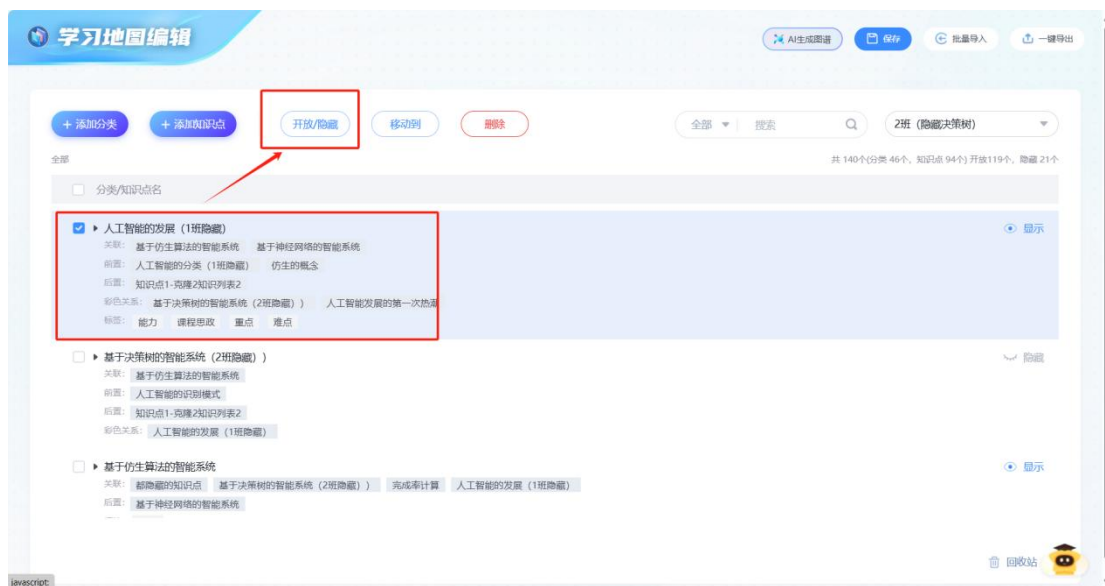 学习地图编辑
AI生成图谱 保存 批量导入 一键导出
+ 添加分类 + 添加知识点 开放/隐藏 移动到 删除 全部 搜索 2班（隐藏决策树）
全部 共 140个(分类 46个，知识点 94个) 开放119个，隐藏 21个
分类/知识点名
人工智能的发展（1班隐藏） 显示
关联： 基于仿生算法的智能系统 基于神经网络的智能系统
前置： 人工智能的分类（1班隐藏） 仿生的概念
后置： 知识点1-克隆2知识列表2
彩色关系： 基于决策树的智能系统（2班隐藏）） 人工智能发展的第一次热潮
标签： 能力 课程思政 重点 难点
基于决策树的智能系统（2班隐藏）） 隐藏
关联： 基于仿生算法的智能系统
前置： 人工智能的识别模式
后置： 知识点1-克隆2知识列表2
彩色关系： 人工智能的发展（1班隐藏）
基于仿生算法的智能系统 显示
关联： 都隐藏的知识点 基于决策树的智能系统（2班隐藏）） 完成率计算 人工智能的发展（1班隐藏）
后置： 基于神经网络的智能系统
回收站
javascript: